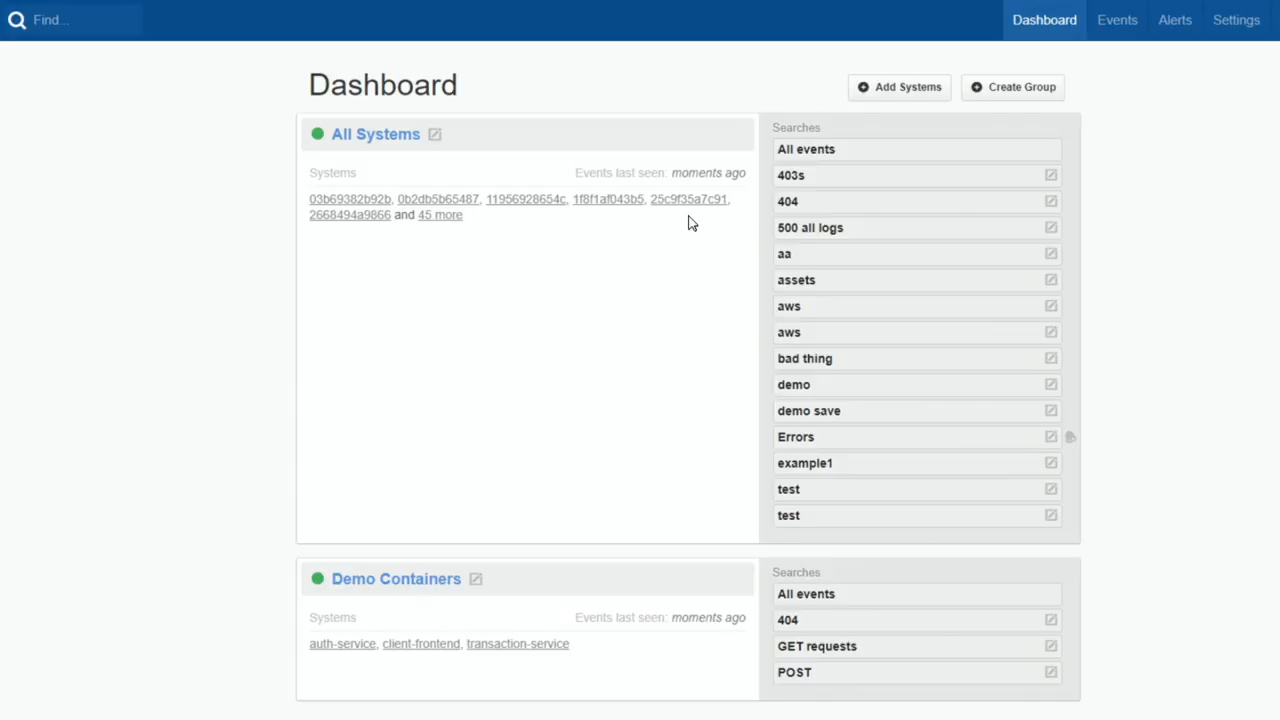 Find...
Dashboard
Events
Alerts
Settings
Dashboard
Add Systems
Create Group
All Systems
Systems
Events last seen: moments ago
03b69382b92b, 0b2db5b65487, 11956928654c, 1f8f1af043b5, 25c9f35a7c91,
2668494a9866 and 45 more
Searches
All events
403s
404
500 all logs
aa
assets
aws
aws
bad thing
demo
demo save
Errors
example1
test
test
Demo Containers
Systems
Events last seen: moments ago
auth-service, client-frontend, transaction-service
Searches
All events
404
GET requests
POST